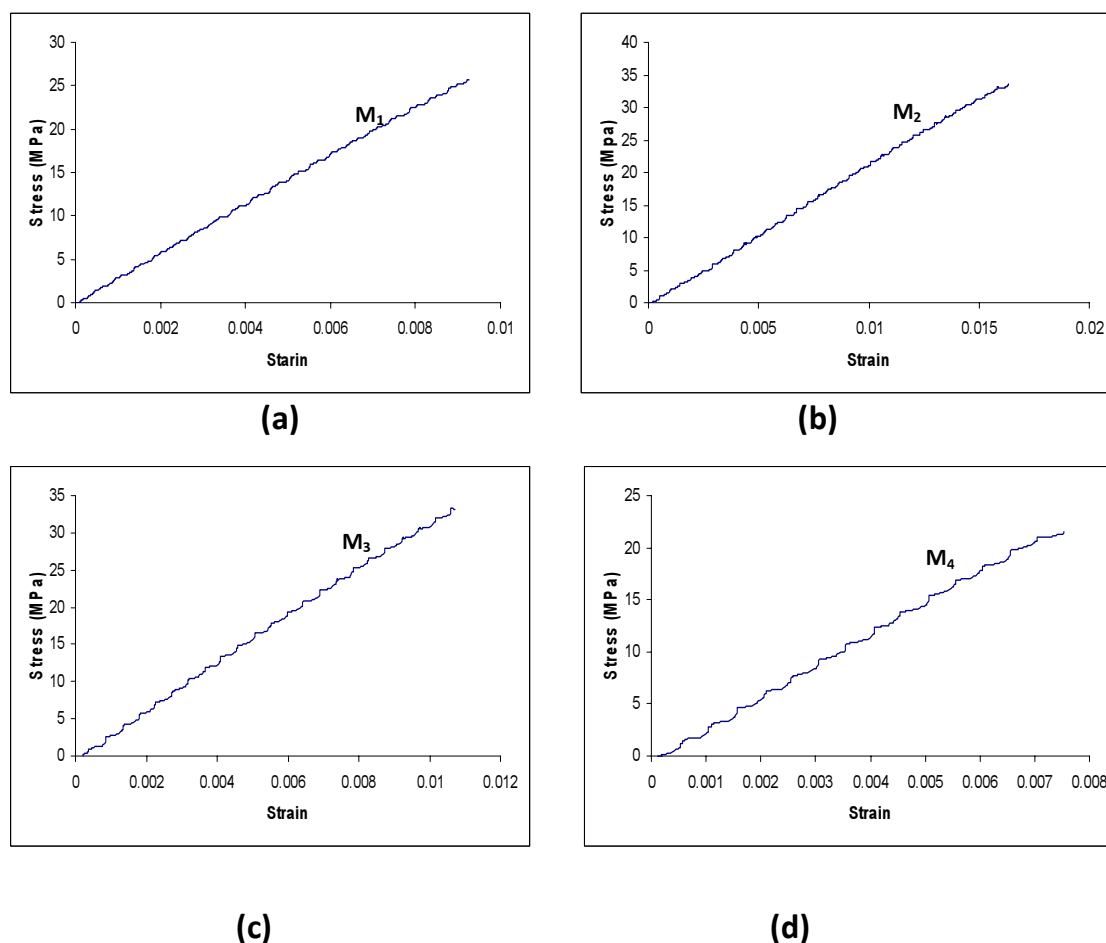 30
25
20
15
10
5
0
Stress (MPa)
M₁
0 0.002 0.004 0.006 0.008 0.01
Starin
(a)
40
35
30
25
20
15
10
5
0
Stress (Mpa)
M₂
0 0.005 0.01 0.015 0.02
Strain
(b)
35
30
25
20
15
10
5
0
Stress (MPa)
M₃
0 0.002 0.004 0.006 0.008 0.01 0.012
Strain
(c)
25
20
15
10
5
0
Stress (MPa)
M₄
0 0.001 0.002 0.003 0.004 0.005 0.006 0.007 0.008
Strain
(d)